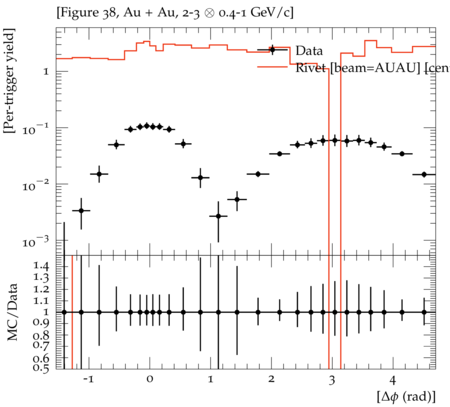 [Figure 38, Au + Au, 2-3 ⊗ 0.4-1 GeV/c]
[Per-trigger yield]
Data
Rivet [beam=AUAU] [cen
1
10⁻¹
10⁻²
10⁻³
MC/Data
1.4
1.3
1.2
1.1
1
0.9
0.8
0.7
0.6
0.5
-1 0 1 2 3 4
[Δϕ (rad)]